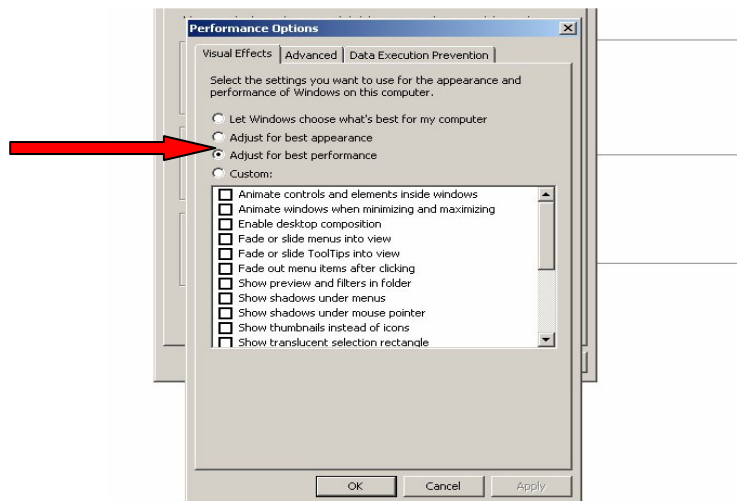 Performance Options
Visual Effects Advanced Data Execution Prevention
Select the settings you want to use for the appearance and
performance of Windows on this computer.
Let Windows choose what's best for my computer
Adjust for best appearance
Adjust for best performance
Custom:
Animate controls and elements inside windows
Animate windows when minimizing and maximizing
Enable desktop composition
Fade or slide menus into view
Fade or slide ToolTips into view
Fade out menu items after clicking
Show preview and filters in folder
Show shadows under menus
Show shadows under mouse pointer
Show thumbnails instead of icons
Show translucent selection rectangle
OK Cancel Apply